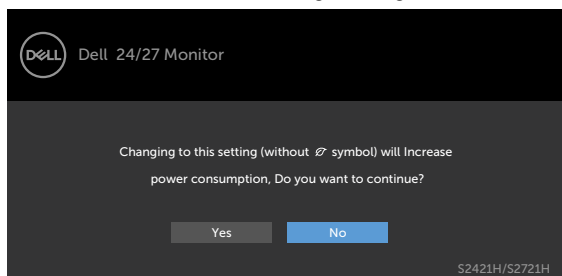 DELL
Dell 24/27 Monitor
Changing to this setting (without symbol) will Increase
power consumption, Do you want to continue?
Yes
No
S2421H/S2721H